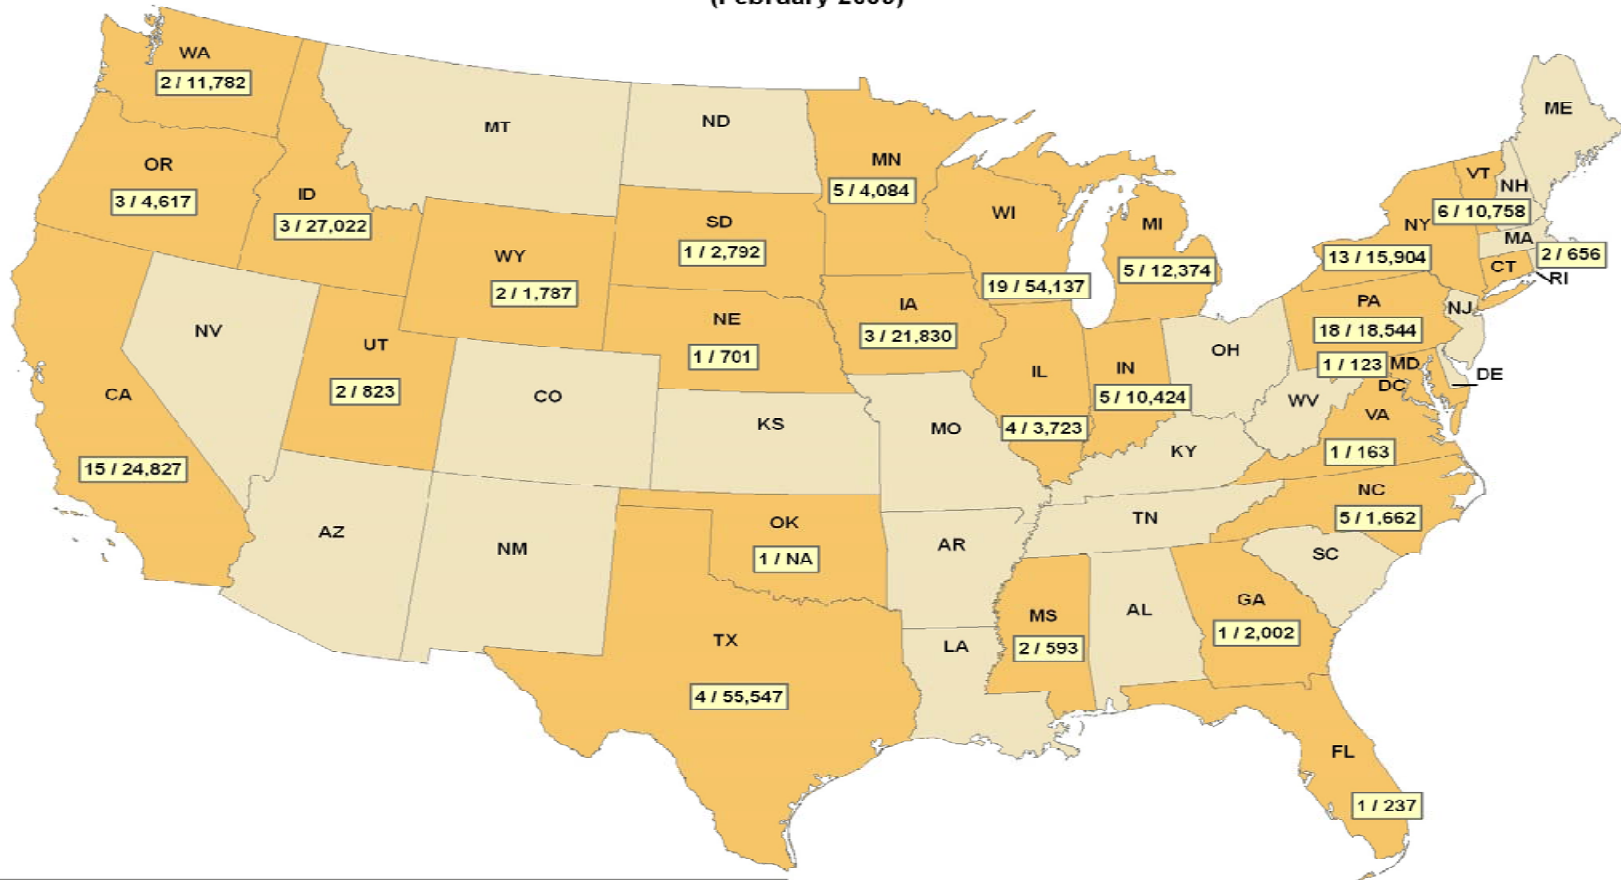 WA
2 / 11,782
MT
ND
MN
5 / 4,084
ME
OR
3 / 4,617
ID
3 / 27,022
VT
NH
6 / 10,758
WI
19 / 54,137
MI
5 / 12,374
SD
1 / 2,792
WY
2 / 1,787
NY
13 / 15,904
MA
2 / 656
CT
RI
IA
3 / 21,830
NE
1 / 701
PA
18 / 18,544
NJ
NV
UT
2 / 823
CO
IL
4 / 3,723
IN
5 / 10,424
OH
1 / 123
MD
DE
DC
CA
15 / 24,827
KS
MO
WV
VA
1 / 163
KY
NC
5 / 1,662
AZ
NM
OK
1 / NA
AR
TN
SC
TX
4 / 55,547
LA
MS
2 / 593
AL
GA
1 / 2,002
FL
1 / 237